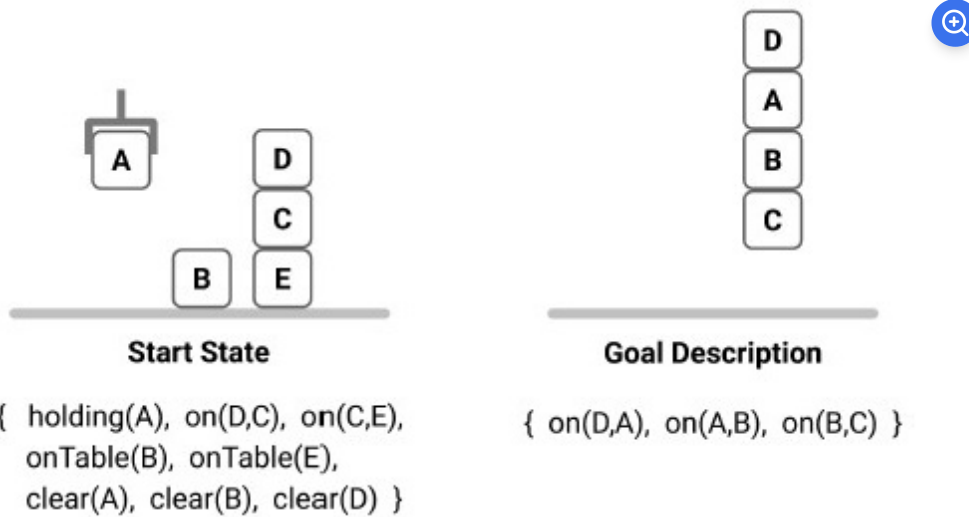 A
D
C
B
E
Start State
{ holding(A), on(D,C), on(C,E),
onTable(B), onTable(E),
clear(A), clear(B), clear(D) }
D
A
B
C
Goal Description
{ on(D,A), on(A,B), on(B,C) }